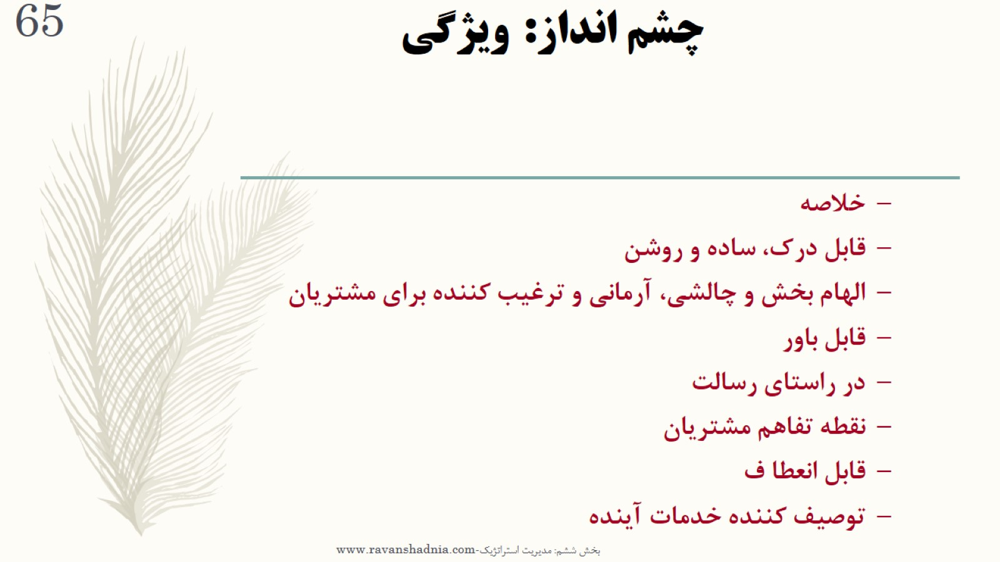 65
چشم انداز: ویژگی
– خلاصه
– قابل درک، ساده و روشن
– الهام بخش و چالشی، آرمانی و ترغیب کننده برای مشتریان
– قابل باور
– در راستای رسالت
– نقطه تفاهم مشتریان
– قابل انعطا ف
– توصیف کننده خدمات آینده
بخش ششم: مدیریت استراتژیک-www.ravanshadnia.com